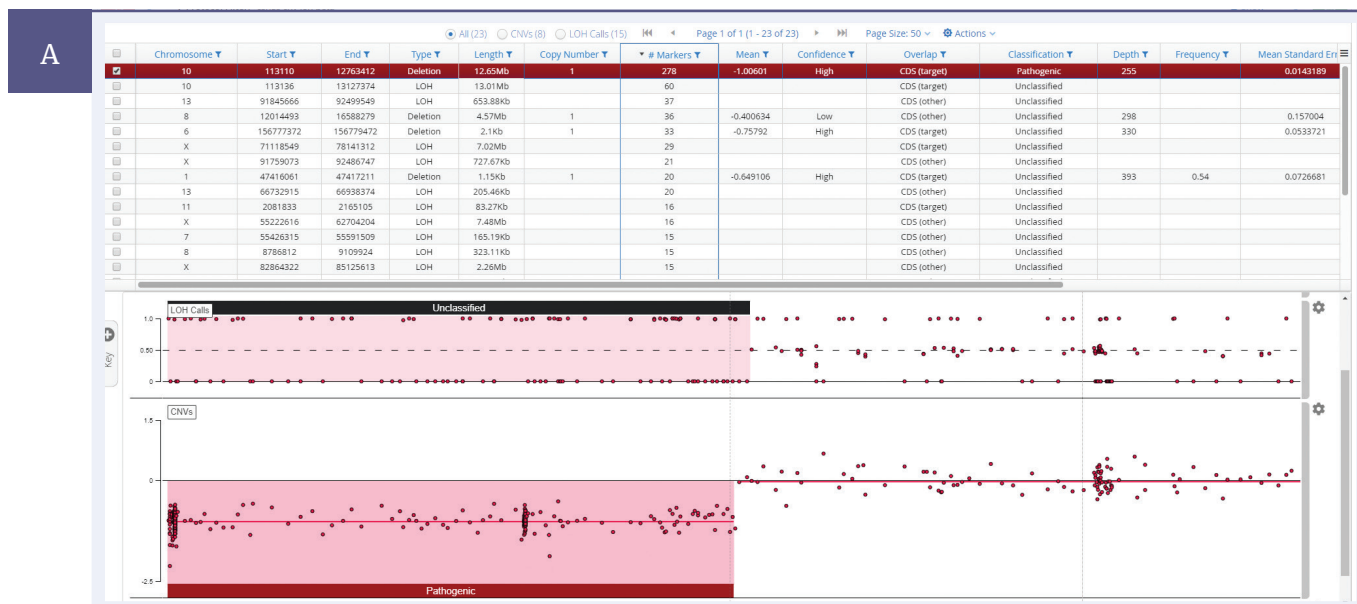 A
All (23) CNVs (8) LOH Calls (15) Page 1 of 1 (1 - 23 of 23) Page Size: 50 Actions
Chromosome Start End Type Length Copy Number # Markers Mean Confidence Overlap Classification Depth Frequency Mean Standard Err
10 113110 12763412 Deletion 12.65Mb 1 278 -1.00601 High CDS (target) Pathogenic 255 0.0143189
10 113136 13127374 LOH 13.01Mb 60 CDS (target) Unclassified
13 91845666 92499549 LOH 653.88Kb 37 CDS (other) Unclassified
8 12014493 16588279 Deletion 4.57Mb 1 36 -0.400634 Low CDS (other) Unclassified 298 0.157004
6 156777372 156779472 Deletion 2.1Kb 1 33 -0.75792 High CDS (target) Unclassified 330 0.0533721
X 71118549 78141312 LOH 7.02Mb 29 CDS (target) Unclassified
X 91759073 92486747 LOH 727.67Kb 21 CDS (other) Unclassified
1 47416061 47417211 Deletion 1.15Kb 1 20 -0.649106 High CDS (target) Unclassified 393 0.54 0.0726681
13 66732915 66938374 LOH 205.46Kb 20 CDS (other) Unclassified
11 2081833 2165105 LOH 83.27Kb 16 CDS (target) Unclassified
X 55222616 62704204 LOH 7.48Mb 16 CDS (other) Unclassified
7 55426315 55591509 LOH 165.19Kb 15 CDS (other) Unclassified
8 8786812 9109924 LOH 323.11Kb 15 CDS (other) Unclassified
X 82864322 85125613 LOH 2.26Mb 15 CDS (other) Unclassified
Key
LOH Calls
Unclassified
1.0
0.50
0
CNVs
1.5
0
-2.5
Pathogenic